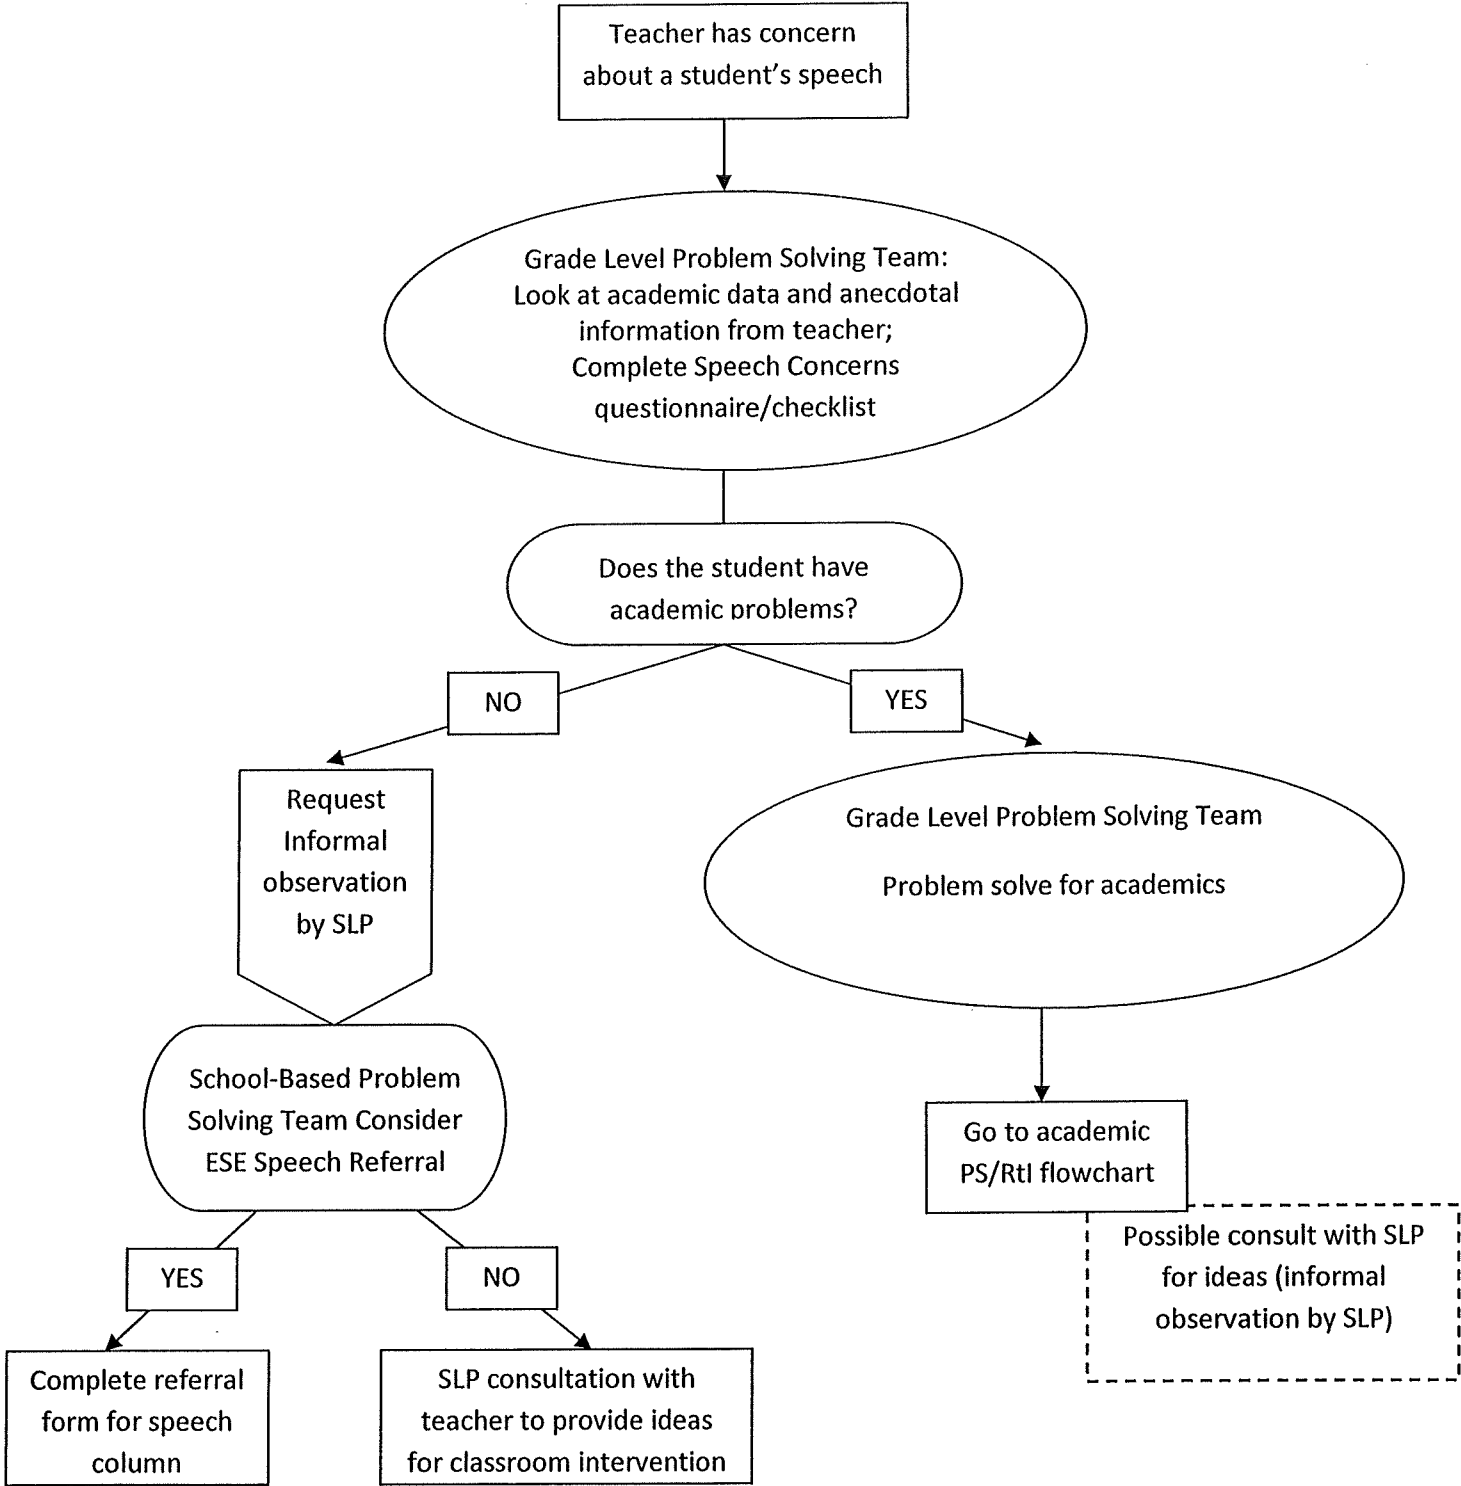 Teacher has concern
about a student's speech
Grade Level Problem Solving Team:
Look at academic data and anecdotal
information from teacher;
Complete Speech Concerns
questionnaire/checklist
Does the student have
academic problems?
NO
YES
Request
Informal
observation
by SLP
Grade Level Problem Solving Team
Problem solve for academics
School-Based Problem
Solving Team Consider
ESE Speech Referral
Go to academic
PS/RtI flowchart
Possible consult with SLP
for ideas (informal
observation by SLP)
YES
NO
Complete referral
form for speech
column
SLP consultation with
teacher to provide ideas
for classroom intervention